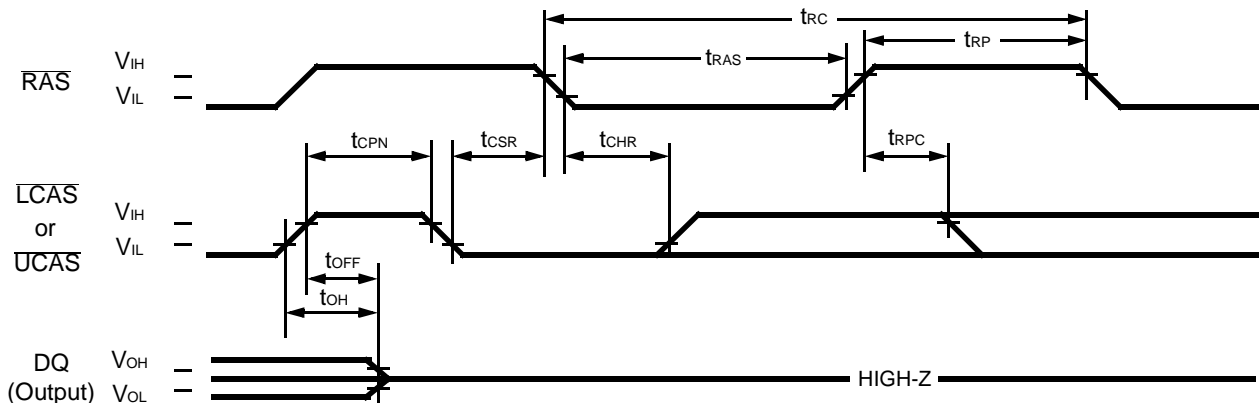 tRC
tRP
tRAS
RAS
VIH
VIL
tCPN
tCSR
tCHR
tRPC
LCAS
or
UCAS
VIH
VIL
tOFF
tOH
DQ
(Output)
VOH
VOL
HIGH-Z